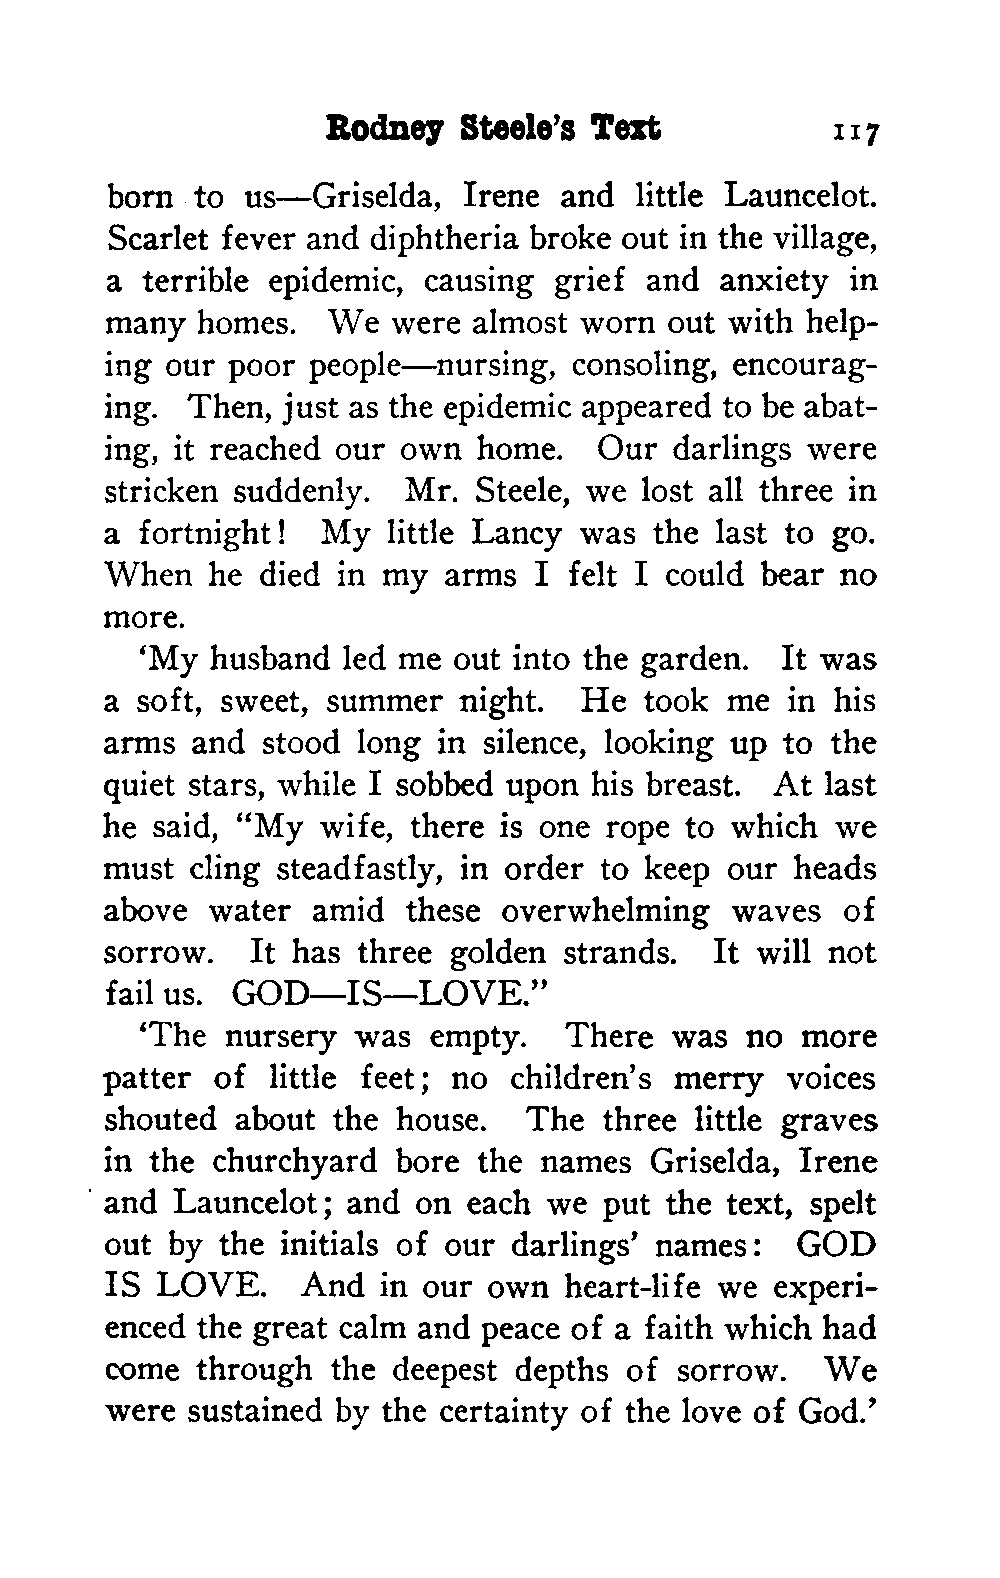 Rodney Steele's Text 117
born to us—Griselda, Irene and little Launcelot.
Scarlet fever and diphtheria broke out in the village,
a terrible epidemic, causing grief and anxiety in
many homes. We were almost worn out with help-
ing our poor people—nursing, consoling, encourag-
ing. Then, just as the epidemic appeared to be abat-
ing, it reached our own home. Our darlings were
stricken suddenly. Mr. Steele, we lost all three in
a fortnight! My little Lancy was the last to go.
When he died in my arms I felt I could bear no
more.
‘My husband led me out into the garden. It was
a soft, sweet, summer night. He took me in his
arms and stood long in silence, looking up to the
quiet stars, while I sobbed upon his breast. At last
he said, “My wife, there is one rope to which we
must cling steadfastly, in order to keep our heads
above water amid these overwhelming waves of
sorrow. It has three golden strands. It will not
fail us. GOD—IS—LOVE.”
‘The nursery was empty. There was no more
patter of little feet; no children’s merry voices
shouted about the house. The three little graves
in the churchyard bore the names Griselda, Irene
and Launcelot; and on each we put the text, spelt
out by the initials of our darlings’ names: GOD
IS LOVE. And in our own heart-life we experi-
enced the great calm and peace of a faith which had
come through the deepest depths of sorrow. We
were sustained by the certainty of the love of God.’